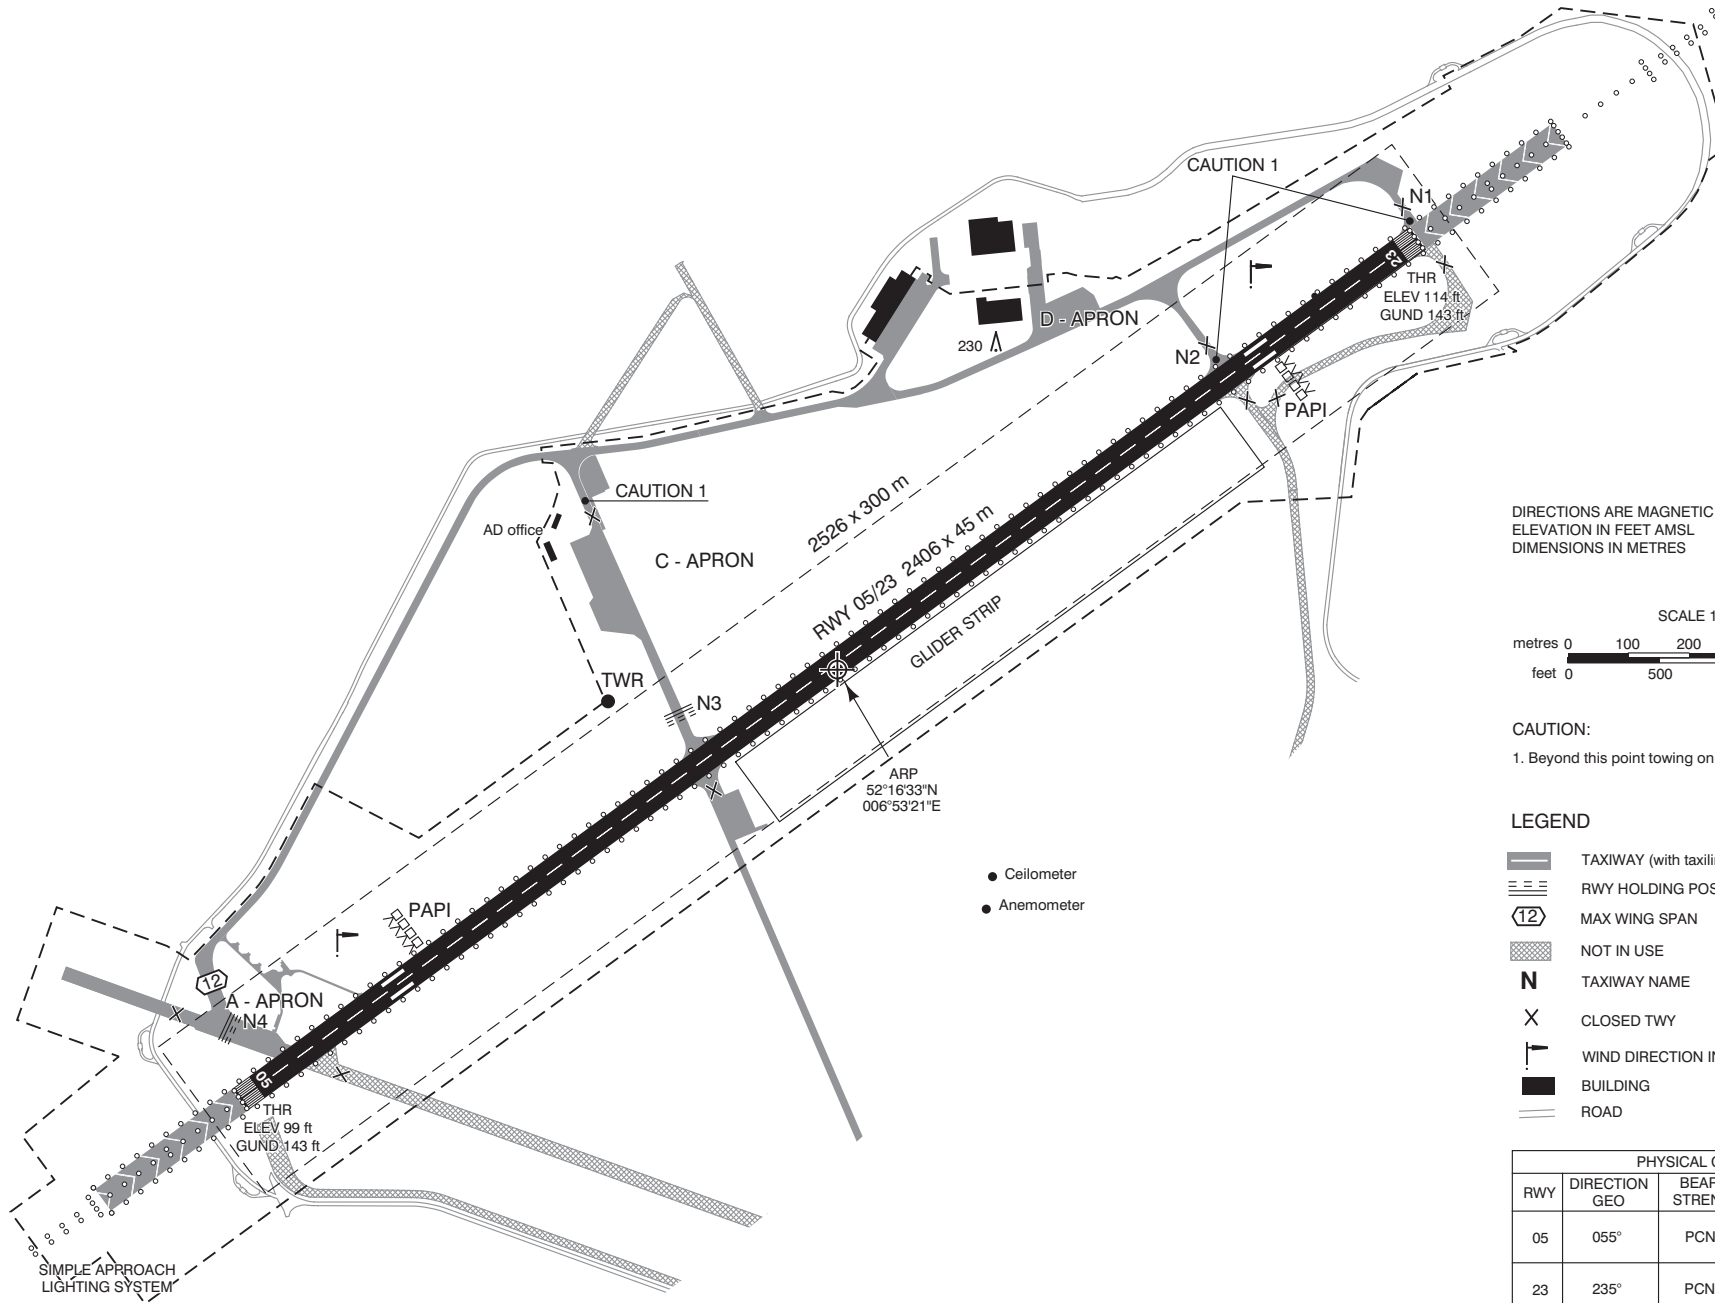 CAUTION 1
N1
23
THR
ELEV 114 ft
GUND 143 ft
D - APRON
230
N2
PAPI
CAUTION 1
AD office
C - APRON
2526 x 300 m
RWY 05/23 2406 x 45 m
GLIDER STRIP
TWR
N3
ARP
52°16'33"N
006°53'21"E
Ceilometer
Anemometer
PAPI
12
A - APRON
N4
05
THR
ELEV 99 ft
GUND 143 ft
SIMPLE APPROACH
LIGHTING SYSTEM
DIRECTIONS ARE MAGNETIC
ELEVATION IN FEET AMSL
DIMENSIONS IN METRES
SCALE 1
metres 0 100 200
feet 0 500
CAUTION:
1. Beyond this point towing on
LEGEND
TAXIWAY (with
RWY HOLDING
12 MAX WING SPAN
NOT IN USE
N TAXIWAY NAME
X CLOSED TWY
WIND DIRECTION
BUILDING
ROAD
PHYSICAL
RWY DIRECTION
GEO
05 055° PCN
23 235° PCN